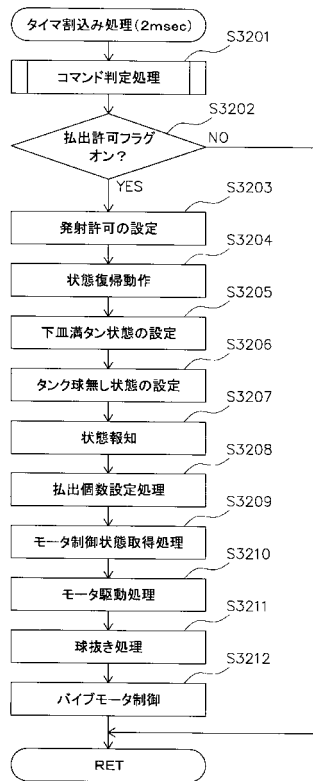 タイマ割込み処理(2msec)
S3201
コマンド判定処理
S3202
払出許可フラグ
オン?
NO
YES
S3203
発射許可の設定
S3204
状態復帰動作
S3205
下皿満タン状態の設定
S3206
タンク球無し状態の設定
S3207
状態報知
S3208
払出個数設定処理
S3209
モータ制御状態取得処理
S3210
モータ駆動処理
S3211
球抜き処理
S3212
バイブモータ制御
RET